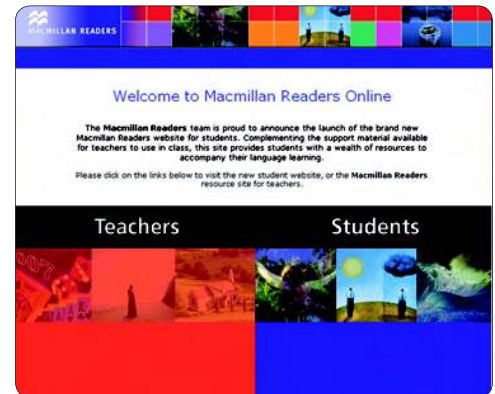 MACMILLAN READERS
Welcome to Macmillan Readers Online
The Macmillan Readers team is proud to announce the launch of the brand new
Macmillan Readers website for students. Complementing the support material available
for teachers to use in class, this site provides students with a wealth of resources to
accompany their language learning.
Please click on the links below to visit the new student website, or the Macmillan Readers
resource site for teachers.
Teachers
Students
007